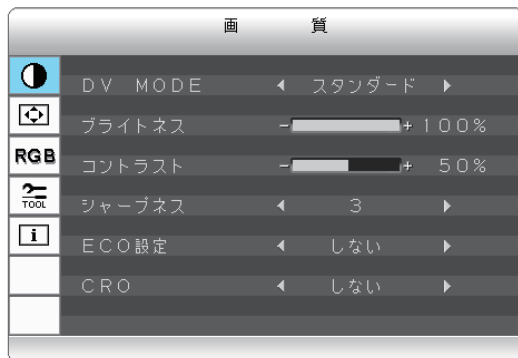 画 質
DV MODE スタンダード
ブライトネス - + 100%
RGB
コントラスト - + 50%
TOOL
シャープネス 3
i
ECO設定 しない
CRO しない